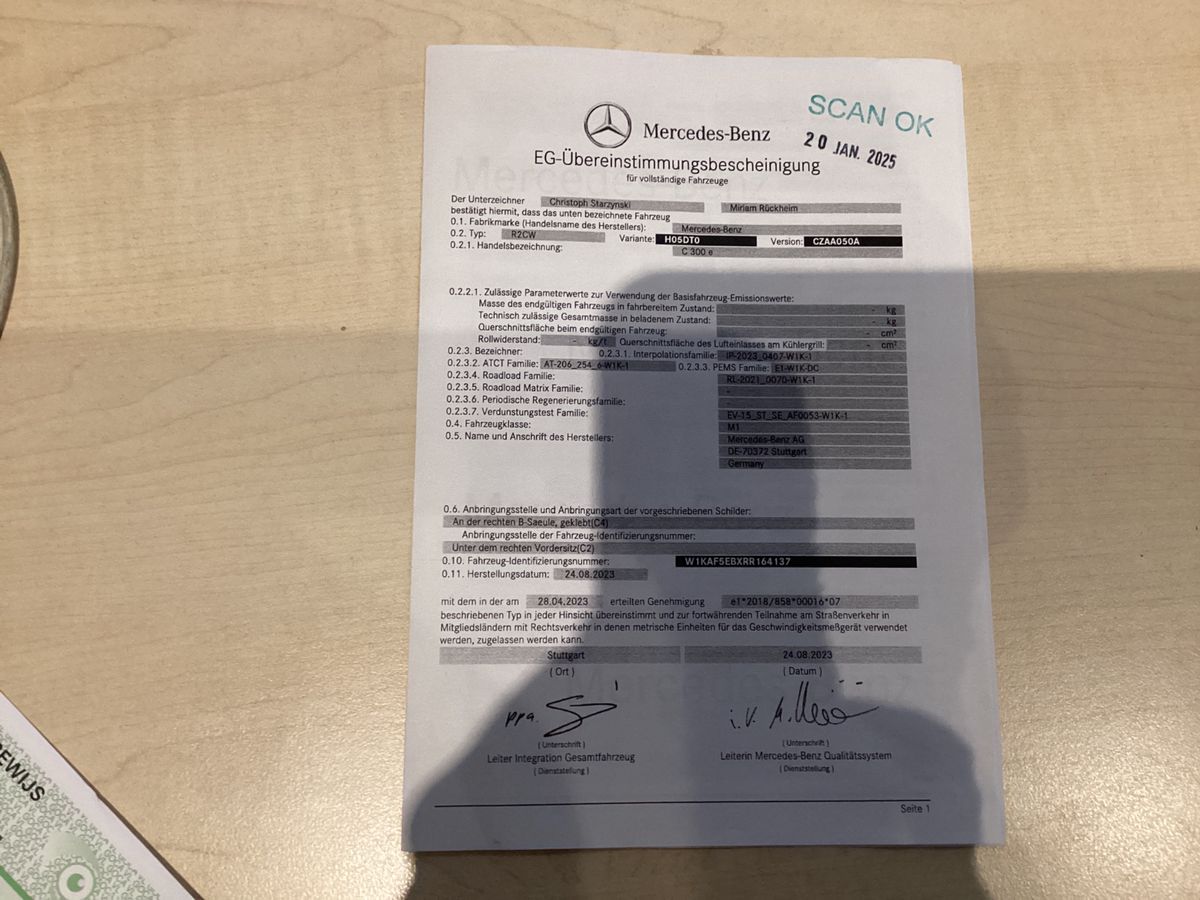 SCAN OK
20 JAN. 2025
Mercedes-Benz
EG-Übereinstimmungsbescheinigung
für vollständige Fahrzeuge
Der Unterzeichner Christoph Starzynski Miriam Rückheim
bestätigt hiermit, dass das unten bezeichnete Fahrzeug
0.1. Fabrikmarke (Handelsname des Herstellers): Mercedes-Benz
0.2. Typ: R2CW Variante: H05DT0 Version: CZAA050A
0.2.1. Handelsbezeichnung: C 300 e
0.2.2.1. Zulässige Parameterwerte zur Verwendung der Basisfahrzeug-Emissionswerte:
Masse des endgültigen Fahrzeugs in fahrbereitem Zustand: - kg
Technisch zulässige Gesamtmasse in beladenem Zustand: - kg
Querschnittsfläche beim endgültigen Fahrzeug: - cm²
Rollwiderstand: - kg/t Querschnittsfläche des Lufteinlasses am Kühlergrill: - cm²
0.2.3. Bezeichner: 0.2.3.1. Interpolationsfamilie: IP-2023_0407-W1K-1
0.2.3.2. ATCT Familie: AT-206_254_6-W1K-1 0.2.3.3. PEMS Familie: E1-W1K-DC
0.2.3.4. Roadload Familie: RL-2021_0070-W1K-1
0.2.3.5. Roadload Matrix Familie: -
0.2.3.6. Periodische Regenerierungsfamilie: -
0.2.3.7. Verdunstungstest Familie: EV-15_ST_SE_AF0053-W1K-1
0.4. Fahrzeugklasse: M1
0.5. Name und Anschrift des Herstellers: Mercedes-Benz AG
DE-70372 Stuttgart
Germany
0.6. Anbringungsstelle und Anbringungsart der vorgeschriebenen Schilder:
An der rechten B-Saeule, geklebt(C4)
Anbringungsstelle der Fahrzeug-Identifizierungsnummer:
Unter dem rechten Vordersitz(C2)
0.10. Fahrzeug-Identifizierungsnummer: W1KAF5EBXRR164137
0.11. Herstellungsdatum: 24.08.2023
mit dem in der am 28.04.2023 erteilten Genehmigung e1*2018/858*00016*07
beschriebenen Typ in jeder Hinsicht übereinstimmt und zur fortwährenden Teilnahme am Straßenverkehr in
Mitgliedsländern mit Rechtsverkehr in denen metrische Einheiten für das Geschwindigkeitsmeßgerät verwendet
werden, zugelassen werden kann.
Stuttgart 24.08.2023
( Ort ) ( Datum )
ppa. i.V.
( Unterschrift ) ( Unterschrift )
Leiter Integration Gesamtfahrzeug Leiterin Mercedes-Benz Qualitätssystem
( Dienststellung ) ( Dienststellung )
Seite 1